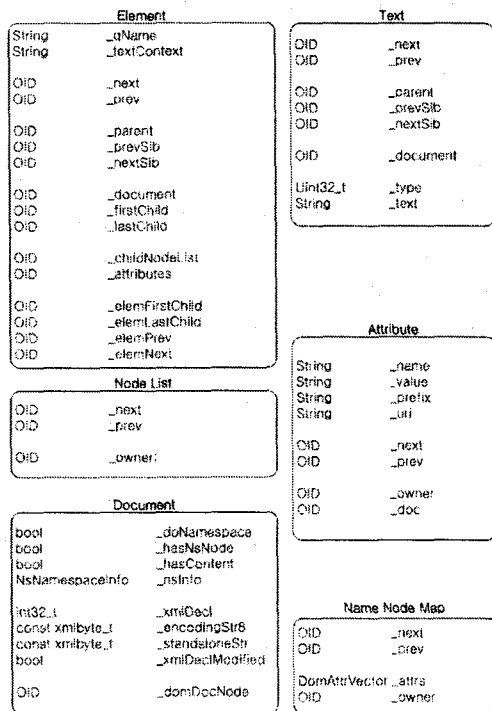 Element
String _qName
String _textContext
OID _next
OID _prev
OID _parent
OID _prevSib
OID _nextSib
OID _document
OID _firstChild
OID _lastChild
OID _childNodeList
OID _attributes
OID _elemFirstChild
OID _elemLastChild
OID _elemPrev
OID _elemNext
Node List
OID _next
OID _prev
OID _owner;
Document
bool _doNamespace
bool _hasNsNode
bool _hasContent
NsNamespaceInfo _nsInfo
int32_t _xmlDecl
const xmlbyte_t _encodingStr8
const xmlbyte_t _standaloneStr
bool _xmlDeclModified
OID _domDocNode
Text
OID _next
OID _prev
OID _parent
OID _prevSib
OID _nextSib
OID _document
Uint32_t _type
String _text
Attribute
String _name
String _value
String _prefix
String _uri
OID _next
OID _prev
OID _owner
OID _doc
Name Node Map
OID _next
OID _prev
DomAttrVector _attrs
OID _owner